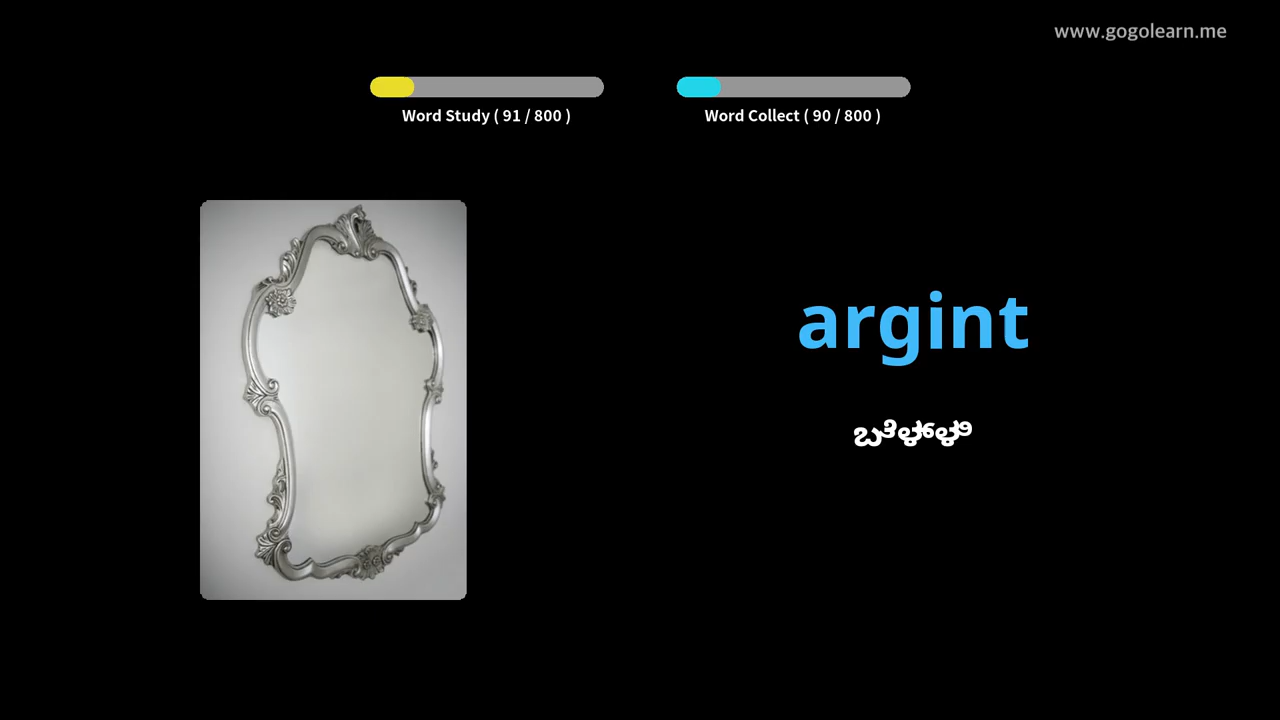 www.gogolearn.me
Word Study ( 91 / 800 )
Word Collect ( 90 / 800 )
argint
ಬೆಳ್ಳಿ